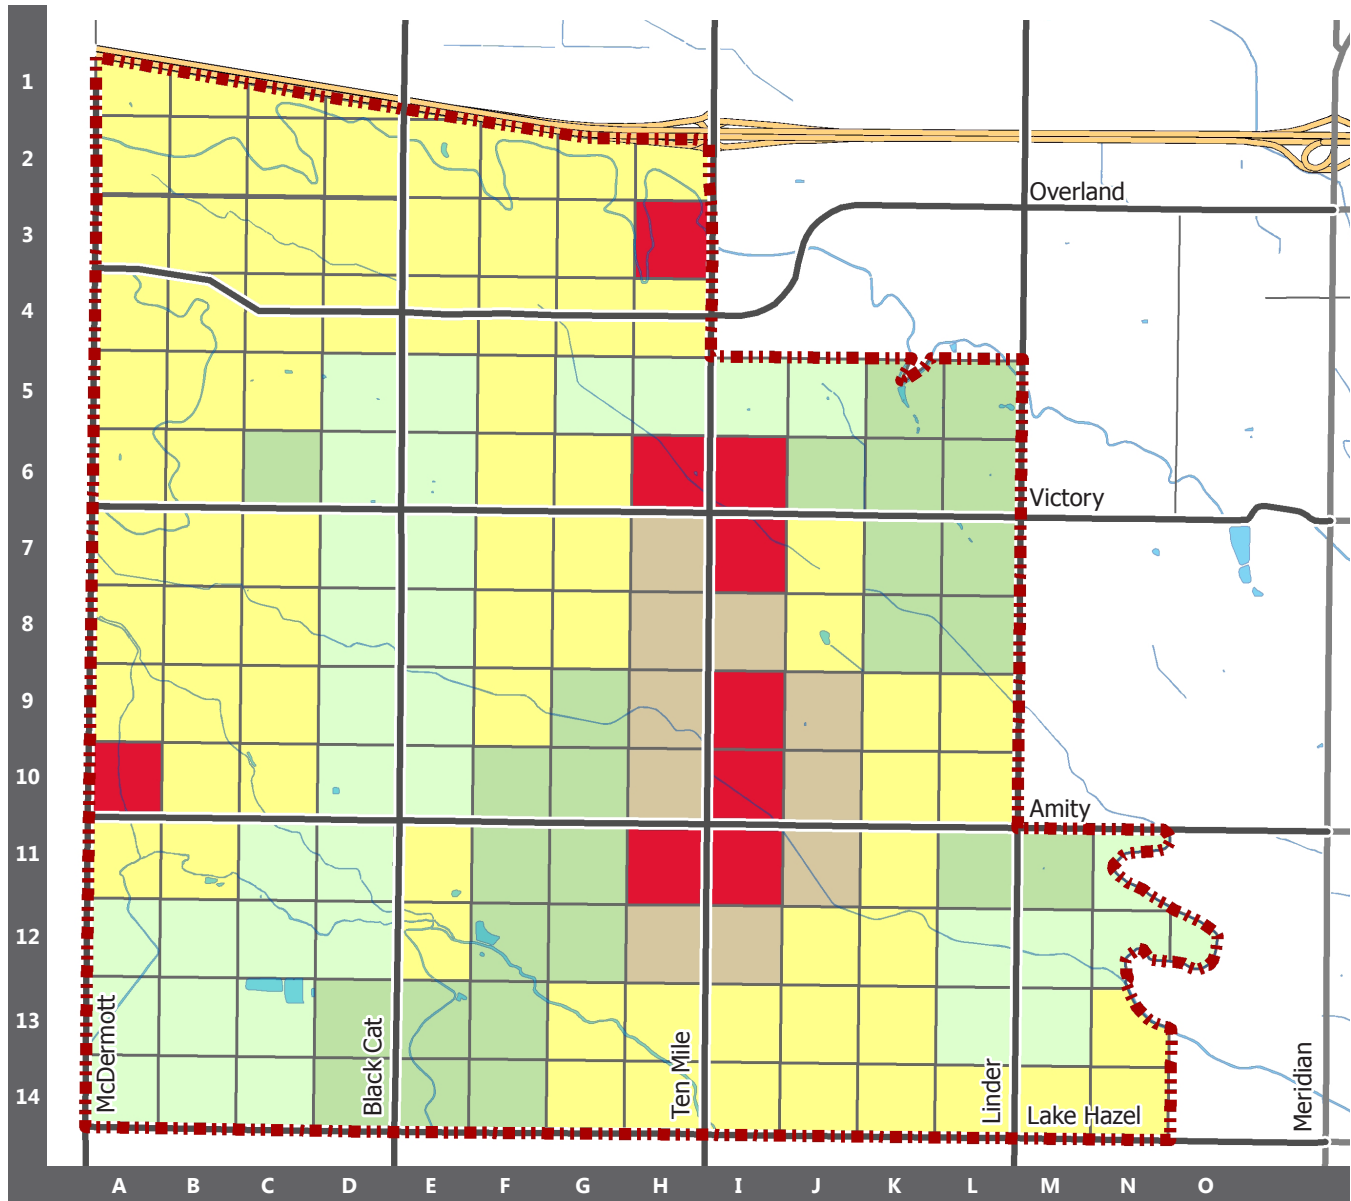 1
2
Overland
3
4
5
6
Victory
7
8
9
10
Amity
11
12
13
14
McDermott
Black Cat
Ten Mile
Linder
Lake Hazel
Meridian
A B C D E F G H I J K L M N O